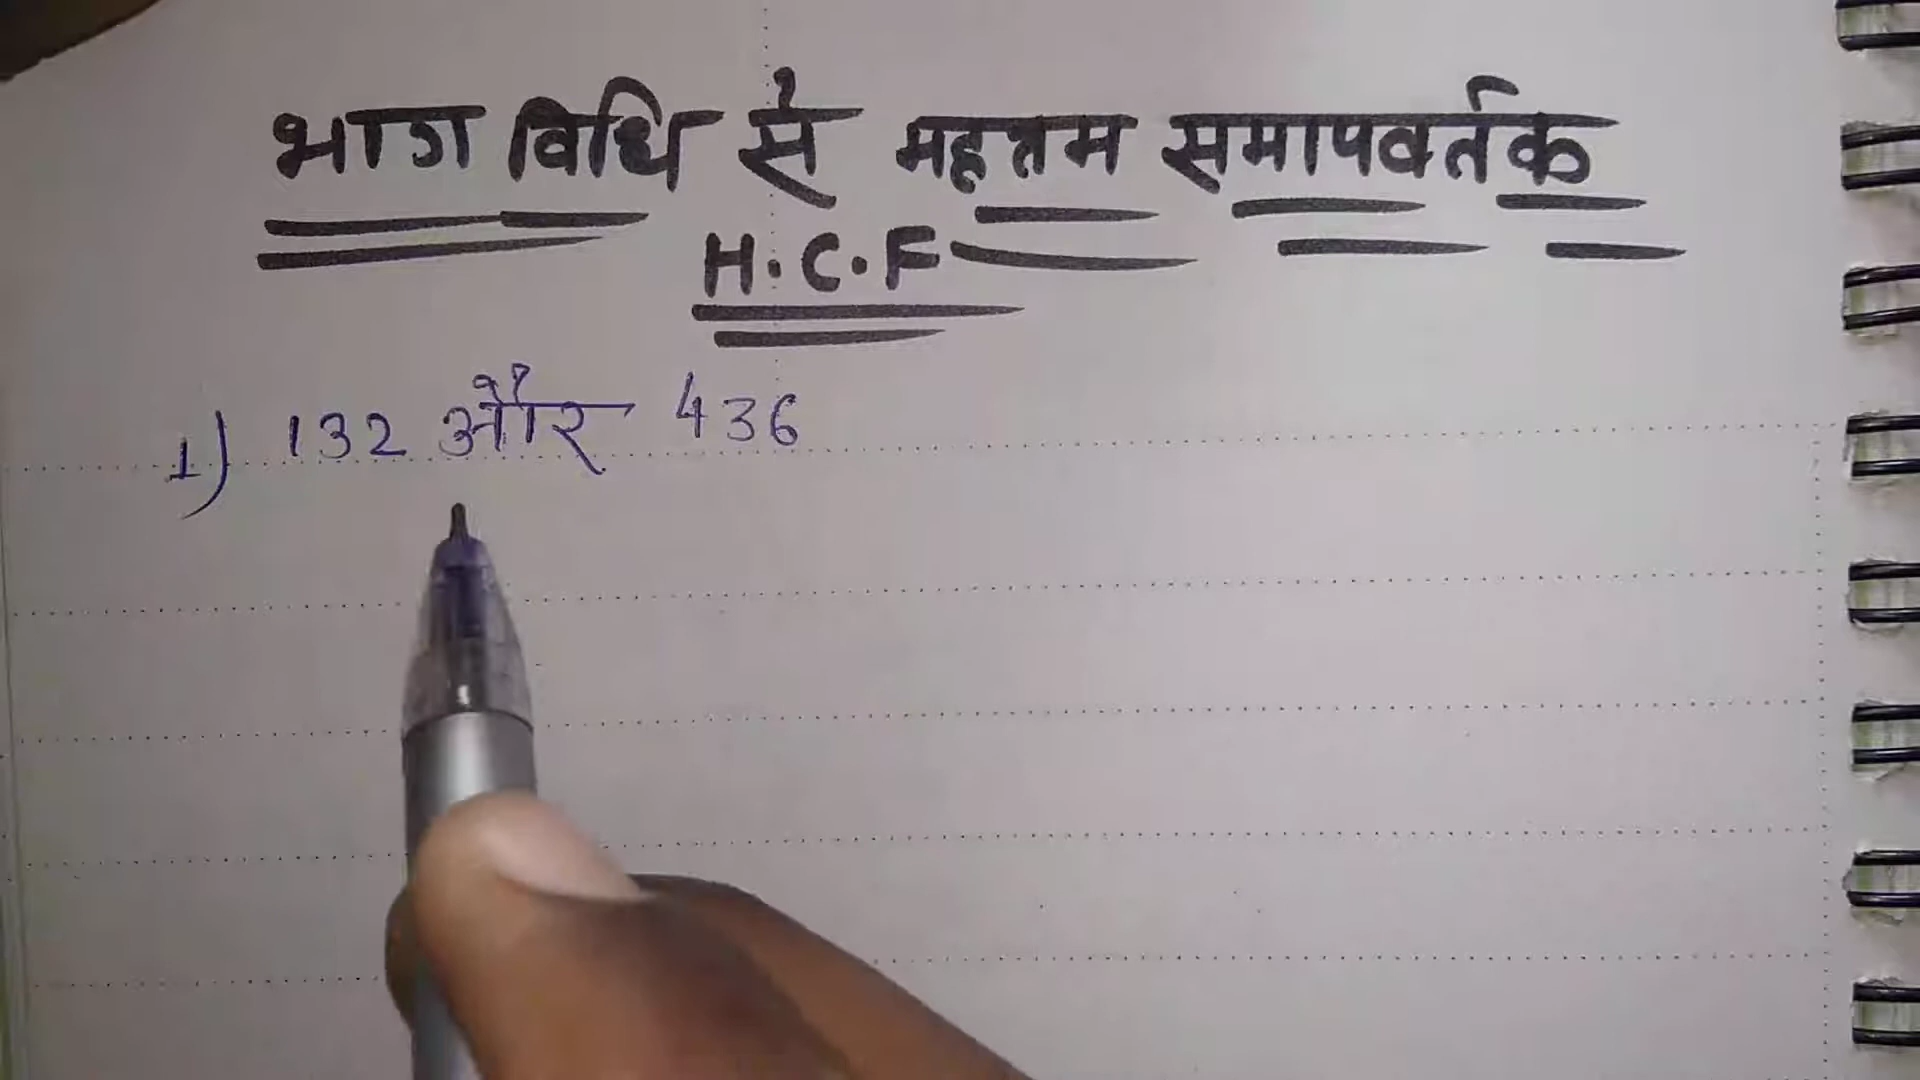 भाग विधि से महत्तम समापवर्तक
H.C.F
1) 132 और 436